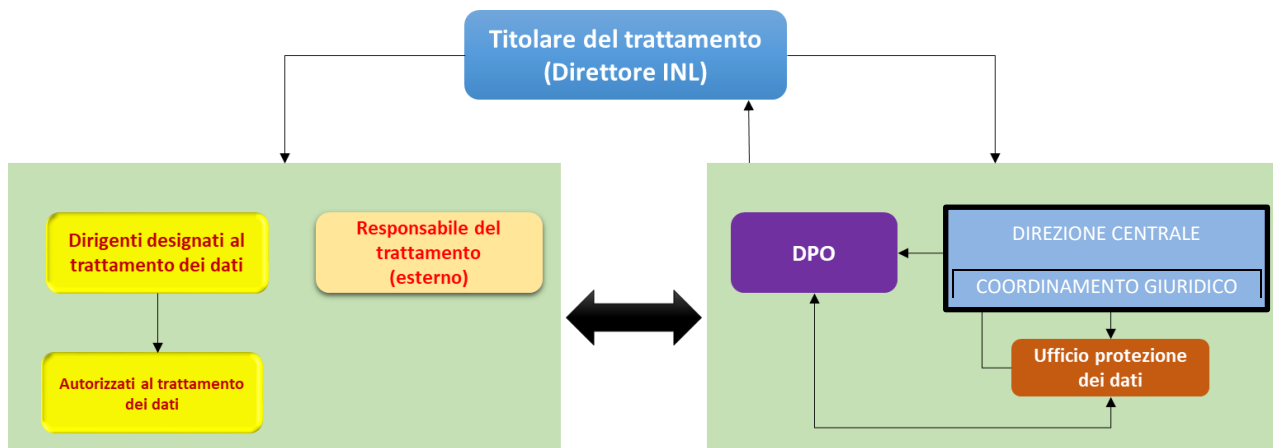 Titolare del trattamento
(Direttore INL)
Dirigenti designati al
trattamento dei dati
Responsabile del
trattamento
(esterno)
Autorizzati al trattamento
dei dati
DPO
DIREZIONE CENTRALE
COORDINAMENTO GIURIDICO
Ufficio protezione
dei dati